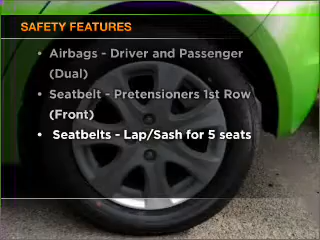 SAFETY FEATURES
• Airbags - Driver and Passenger
(Dual)
• Seatbelt - Pretensioners 1st Row
(Front)
• Seatbelts - Lap/Sash for 5 seats